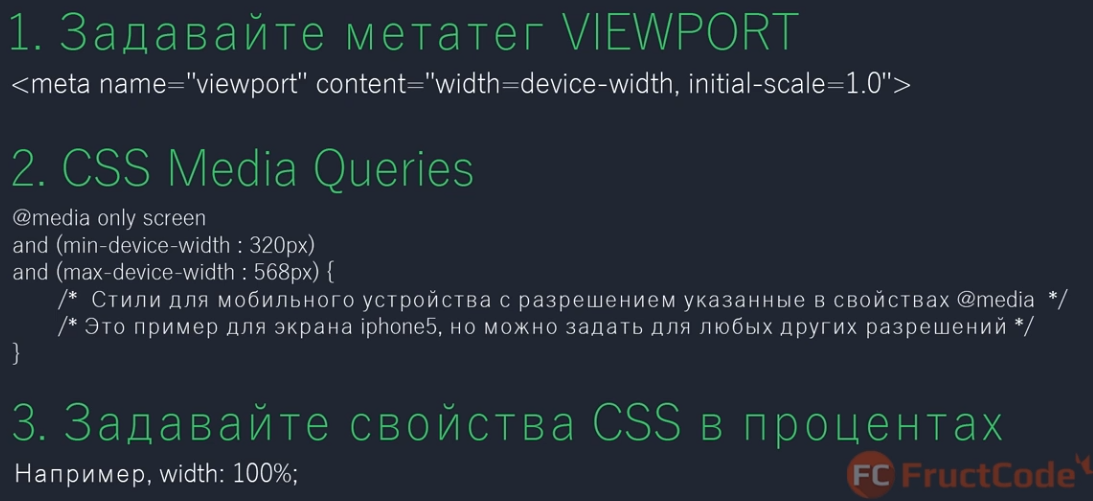 1. Задавайте метатег VIEWPORT
<meta name="viewport" content="width=device-width, initial-scale=1.0">
2. CSS Media Queries
@media only screen
and (min-device-width : 320px)
and (max-device-width : 568px) {
/* Стили для мобильного устройства с разрешением указанные в свойствах @media */
/* Это пример для экрана iphone5, но можно задать для любых других разрешений */
}
3. Задавайте свойства CSS в процентах
Например, width: 100%;
FC FructCode